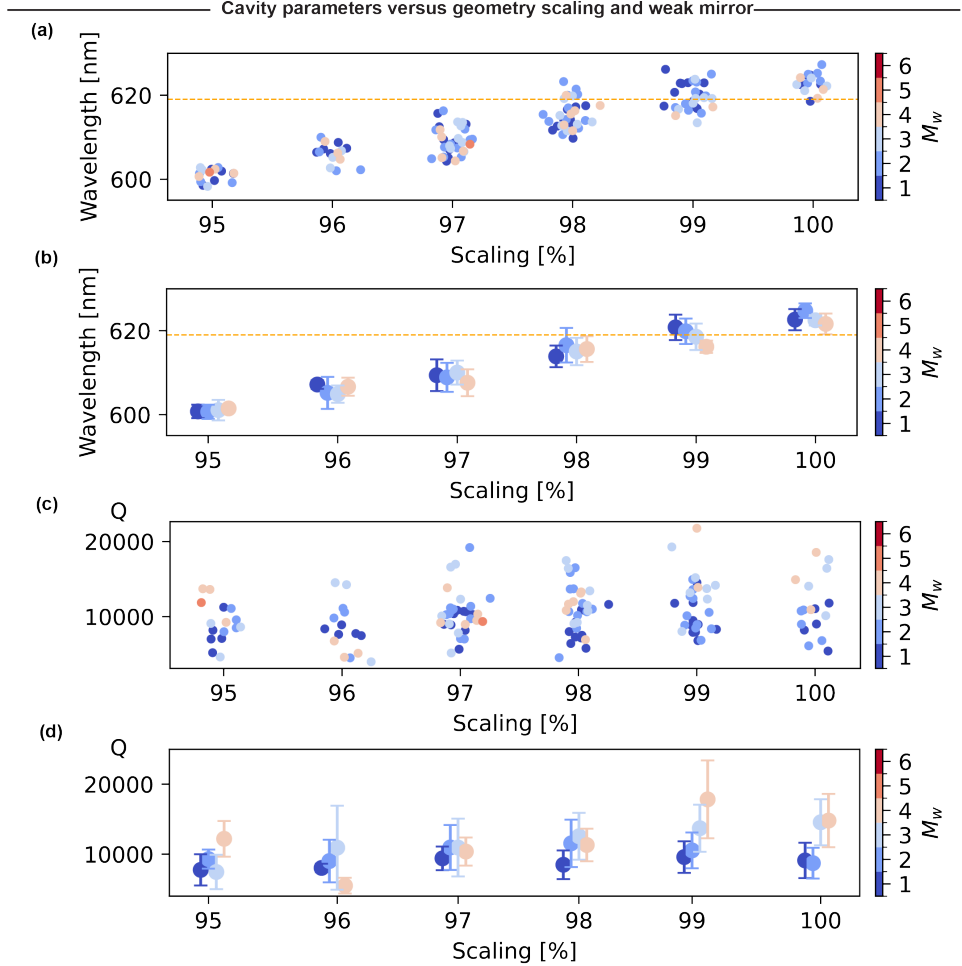 Cavity parameters versus geometry scaling and weak mirror
(a)
Wavelength [nm]
620
600
95 96 97 98 99 100
Scaling [%]
6
5
4
3
2
1
M_w
(b)
Wavelength [nm]
620
600
95 96 97 98 99 100
Scaling [%]
6
5
4
3
2
1
M_w
(c)
Q
20000
10000
95 96 97 98 99 100
Scaling [%]
6
5
4
3
2
1
M_w
(d)
Q
20000
10000
95 96 97 98 99 100
Scaling [%]
6
5
4
3
2
1
M_w